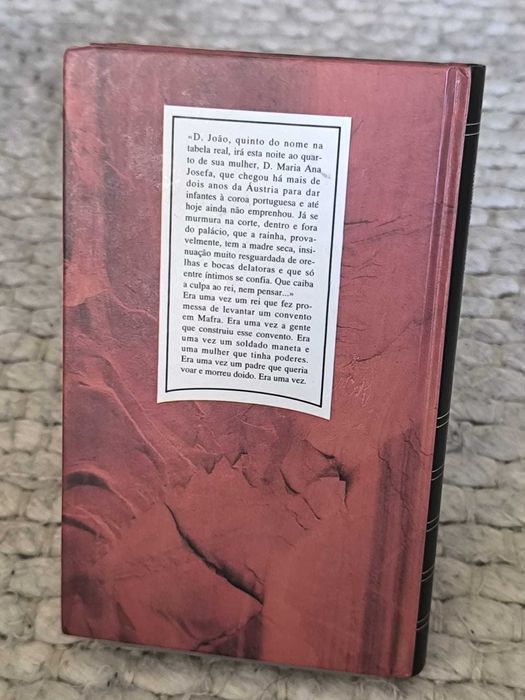 «D. João, quinto do nome na
tabela real, irá esta noite ao quar-
to de sua mulher, D. Maria Ana
Josefa, que chegou há mais de
dois anos da Áustria para dar
infantes à coroa portuguesa e até
hoje ainda não emprenhou. Já se
murmura na corte, dentro e fora
do palácio, que a rainha, prova-
velmente, tem a madre seca, insi-
nuação muito resguardada de ore-
lhas e bocas delatoras e que só
entre íntimos se confia. Que caiba
a culpa ao rei, nem pensar...»
Era uma vez um rei que fez pro-
messa de levantar um convento
em Mafra. Era uma vez a gente
que construiu esse convento. Era
uma vez um soldado maneta e
uma mulher que tinha poderes.
Era uma vez um padre que queria
voar e morreu doido. Era uma vez.